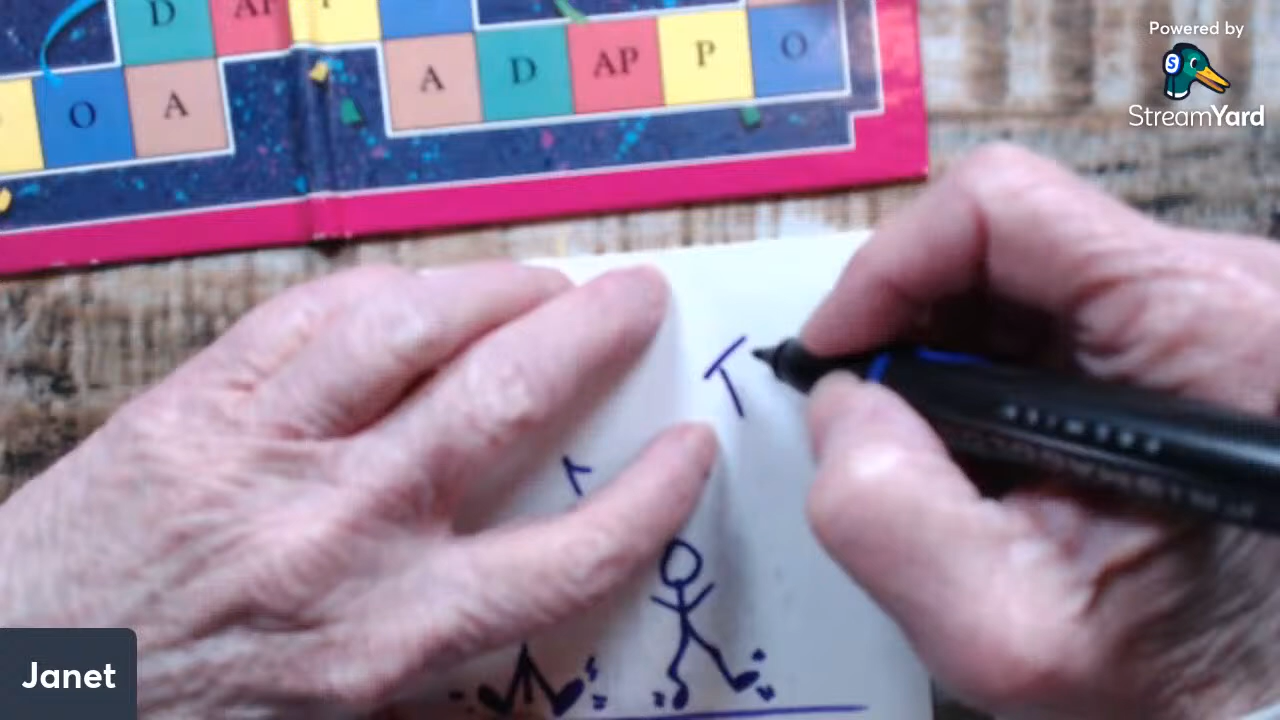 Powered by
StreamYard
D AP P
O A
A D AP P O
T
Janet